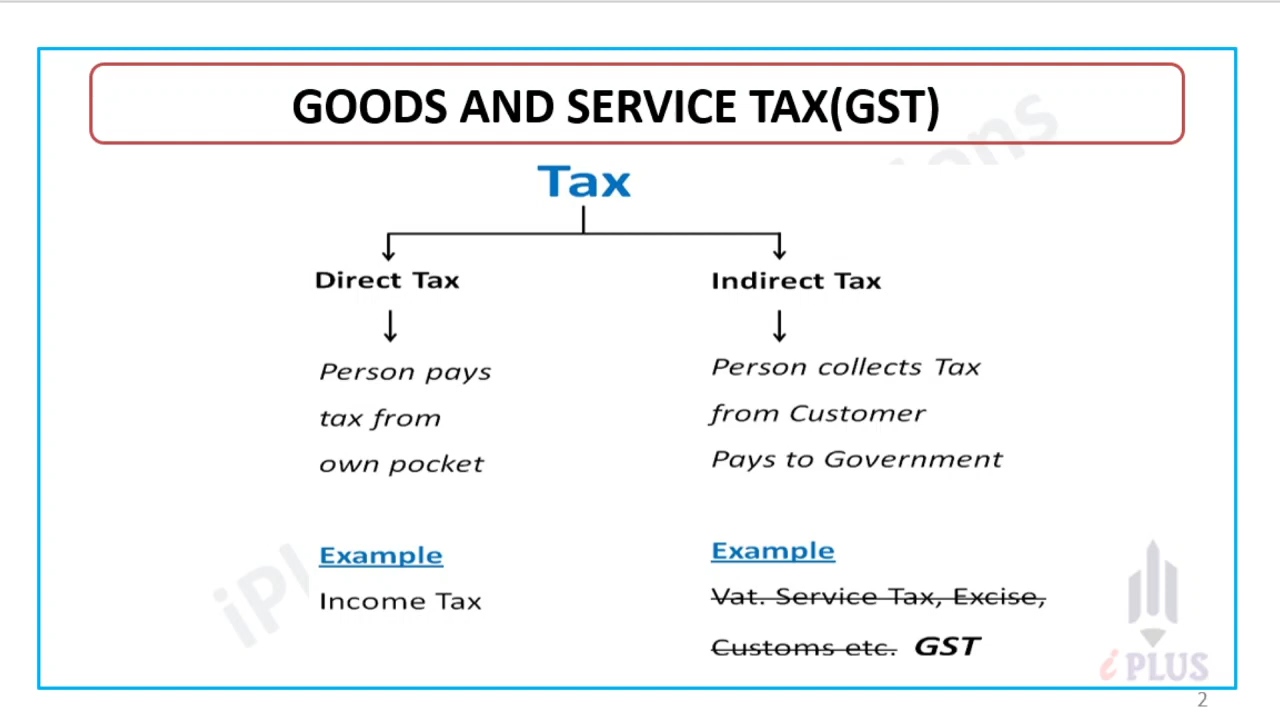 GOODS AND SERVICE TAX(GST)
Tax
Direct Tax
Person pays
tax from
own pocket
Example
Income Tax
Indirect Tax
Person collects Tax
from Customer
Pays to Government
Example
Vat. Service Tax, Excise,
Customs etc. GST
i PLUS
2